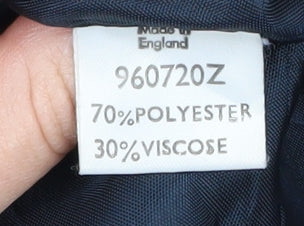 Made in
England
960720Z
70%POLYESTER
30%VISCOSE